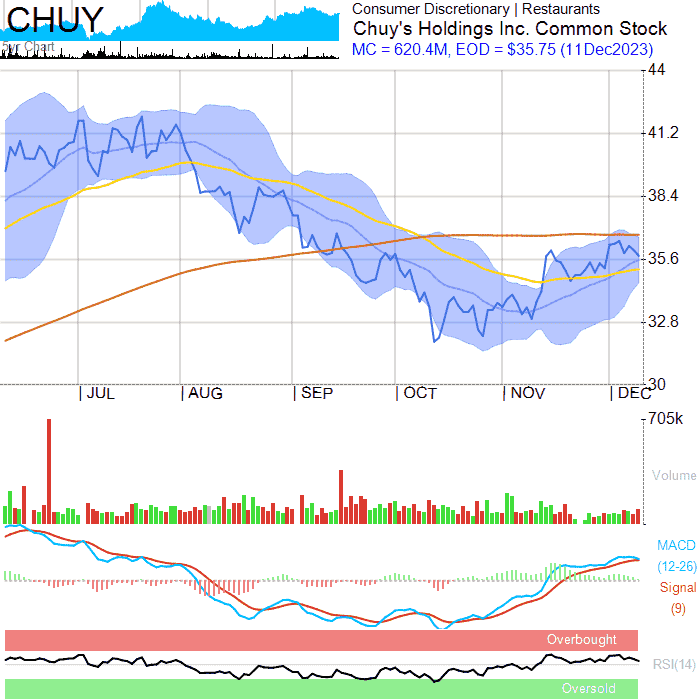 CHUY
5yr Chart
Consumer Discretionary | Restaurants
Chuy's Holdings Inc. Common Stock
MC = 620.4M, EOD = $35.75 (11Dec2023)
44
41.2
38.4
35.6
32.8
30
|JUL |AUG |SEP |OCT |NOV |DEC
705k
Volume
MACD
(12-26)
Signal
(9)
Overbought
RSI(14)
Oversold